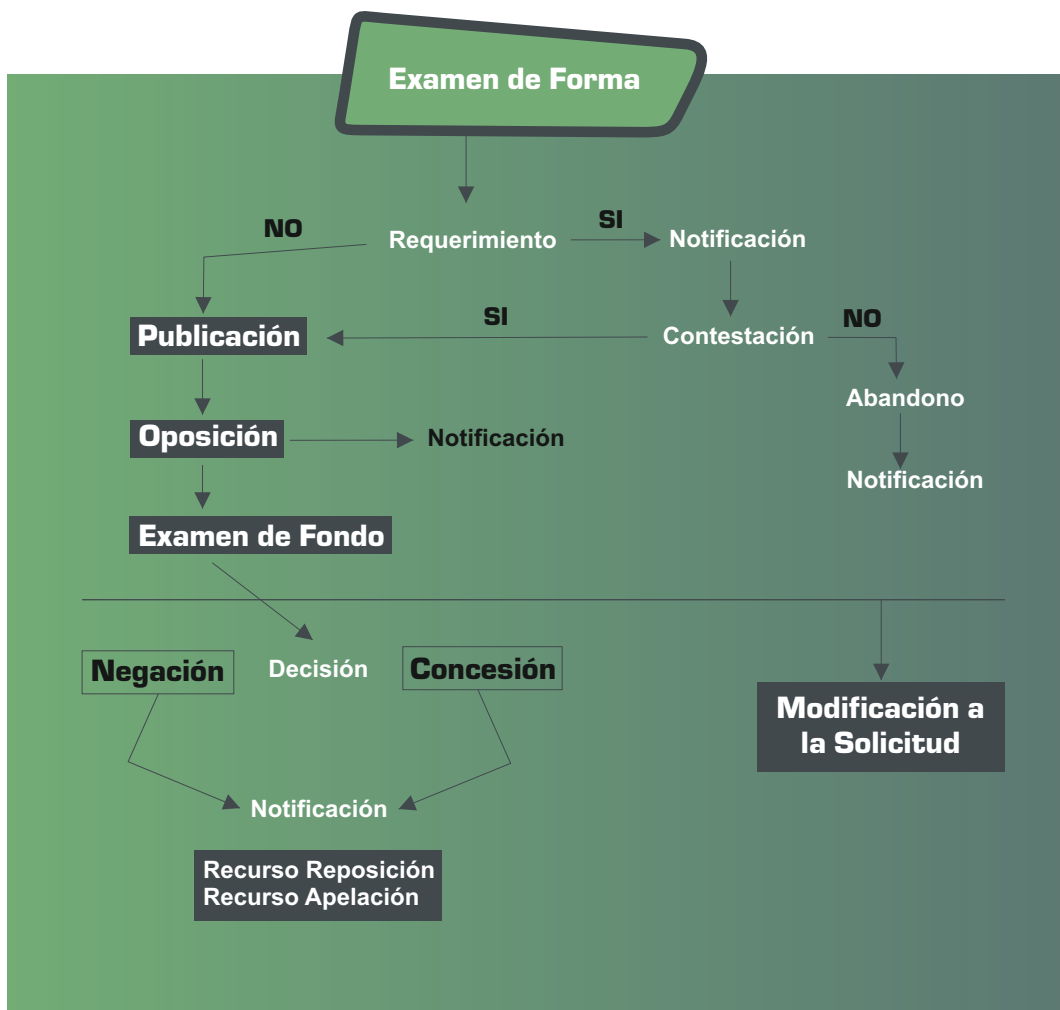 Examen de Forma
NO
SI
Requerimiento
Notificación
Publicación
SI
Contestación
NO
Abandono
Oposición
Notificación
Notificación
Examen de Fondo
Negación
Decisión
Concesión
Modificación a
la Solicitud
Notificación
Recurso Reposición
Recurso Apelación